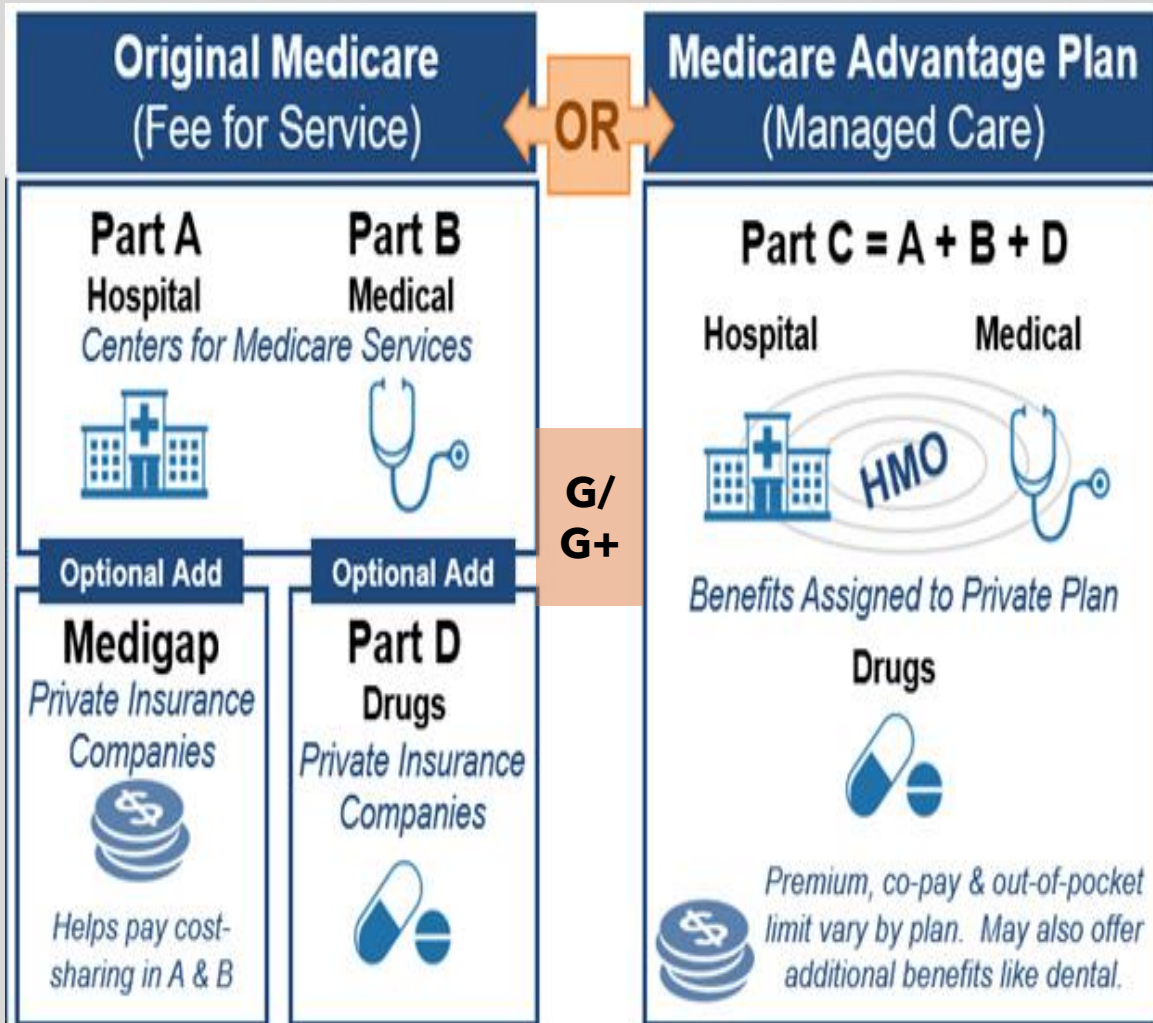 Original Medicare
(Fee for Service)
OR
Medicare Advantage Plan
(Managed Care)
Part A
Hospital
Part B
Medical
Centers for Medicare Services
Optional Add
Medigap
Private Insurance
Companies
$
Helps pay cost-
sharing in A & B
Optional Add
Part D
Drugs
Private Insurance
Companies
G/
G+
Part C = A + B + D
Hospital
Medical
HMO
Benefits Assigned to Private Plan
Drugs
$
Premium, co-pay & out-of-pocket
limit vary by plan. May also offer
additional benefits like dental.